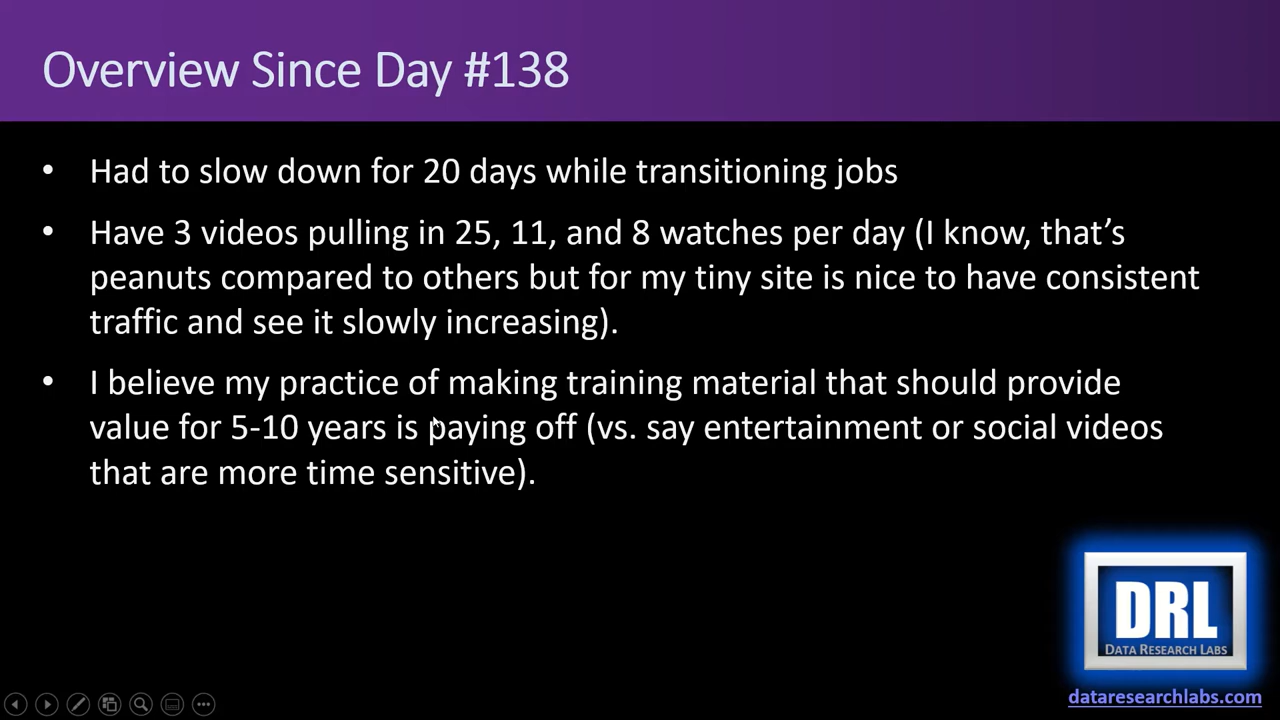 Overview Since Day #138
• Had to slow down for 20 days while transitioning jobs
• Have 3 videos pulling in 25, 11, and 8 watches per day (I know, that’s
peanuts compared to others but for my tiny site is nice to have consistent
traffic and see it slowly increasing).
• I believe my practice of making training material that should provide
value for 5-10 years is paying off (vs. say entertainment or social videos
that are more time sensitive).
DRL
DATA RESEARCH LABS
dataresearchlabs.com